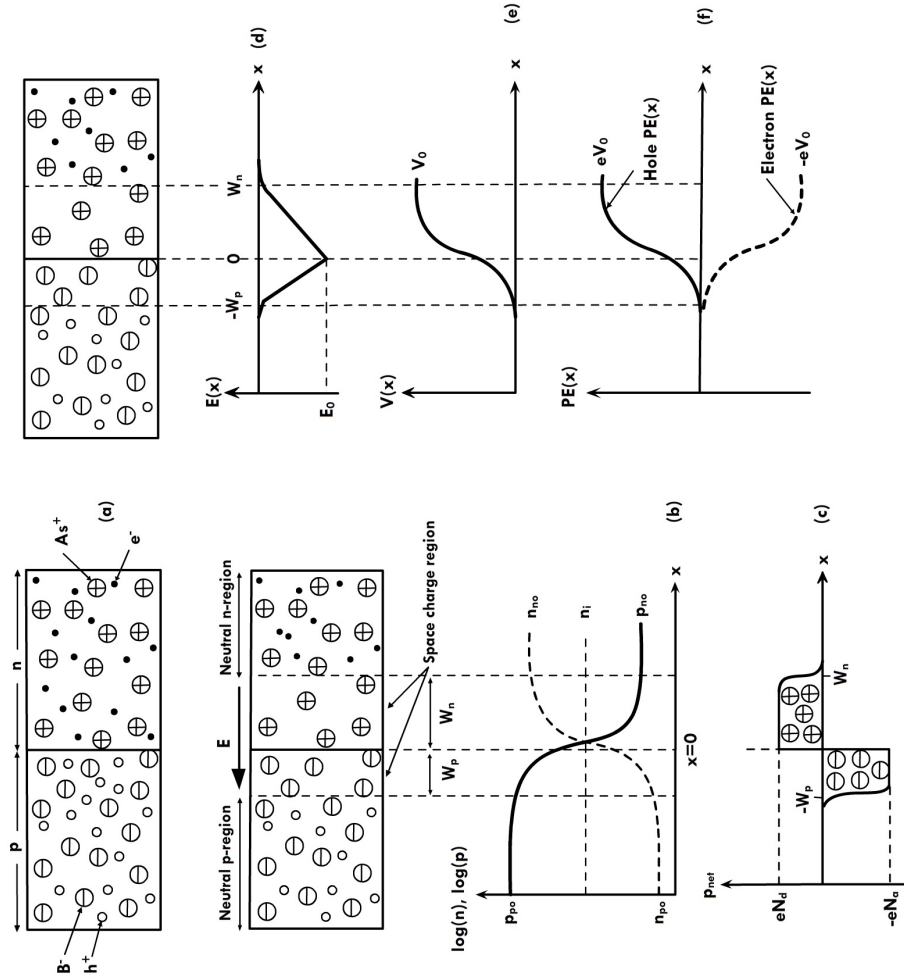 p
n
B-
h+
As+
e-
(a)
Neutral p-region
E
Neutral n-region
Space charge region
Wp
Wn
log(n), log(p)
ppo
npo
nno
ni
pno
x=0
x
(b)
pnet
eNd
-eNa
-Wp
Wn
x
(c)
E(x)
-Wp
0
Wn
x
(d)
E0
V(x)
V0
x
(e)
PE(x)
eV0
Hole PE(x)
x
(f)
Electron PE(x)
-eV0